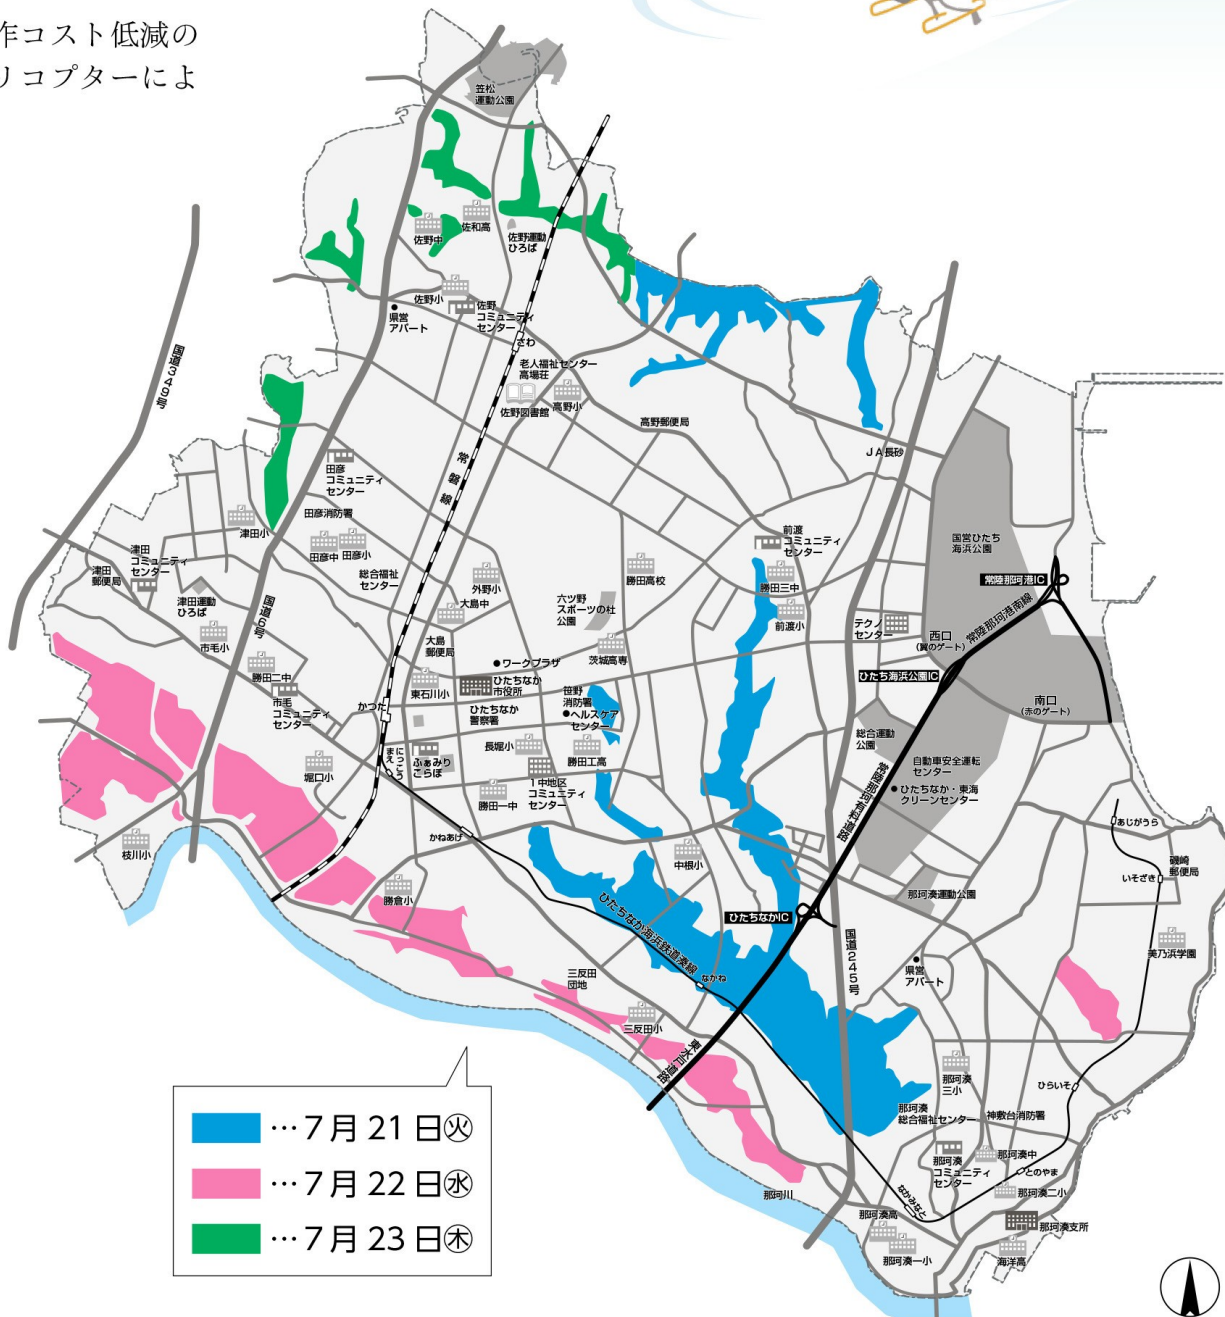 作コスト低減の
リコプターによ
笠松
運動公園
佐野中
佐和高
佐野運動
ひろば
佐野小
佐野
コミュニティ
センター
県営
アパート
さわ
老人福祉センター
高場荘
佐野図書館
高野小
高野郵便局
国道349号
常磐線
JA長砂
田彦
コミュニティ
センター
田彦消防署
津田小
田彦中
田彦小
総合福祉
センター
津田
コミュニティ
センター
津田
郵便局
津田運動
ひろば
市毛小
国道6号
勝田二中
市毛
コミュニティ
センター
外野小
大島中
大島
郵便局
六ツ野
スポーツの杜
公園
勝田高校
茨城高専
前渡
コミュニティ
センター
勝田三中
前渡小
国営ひたち
海浜公園
常陸那珂港IC
常陸那珂港南線
テクノ
センター
西口
(翼のゲート)
ひたち海浜公園IC
南口
(赤のゲート)
ワークプラザ
ひたちなか
市役所
東石川小
ひたちなか
警察署
かつた
笹野
消防署
ヘルスケア
センター
長堀小
勝田工高
にっこう
まえ
ふぁみり
こらぼ
堀口小
勝田一中
1中地区
コミュニティ
センター
総合運動
公園
自動車安全運転
センター
ひたちなか・東海
クリーンセンター
常陸那珂有料道路
枝川小
かねあげ
中根小
あじがうら
磯崎
郵便局
いそざき
勝倉小
那珂湊運動公園
ひたちなかIC
ひたちなか海浜鉄道湊線
国道245号
美乃浜学園
県営
アパート
三反田
団地
なかね
三反田小
東水戸道路
那珂湊
三小
ひらいそ
那珂湊
総合福祉センター
神敷台消防署
那珂湊
コミュニティ
センター
那珂湊中
とのやま
那珂湊二小
那珂川
なかみなと
那珂湊高
那珂湊支所
那珂湊一小
海洋高
…7月21日㊋
…7月22日㊌
…7月23日㊍